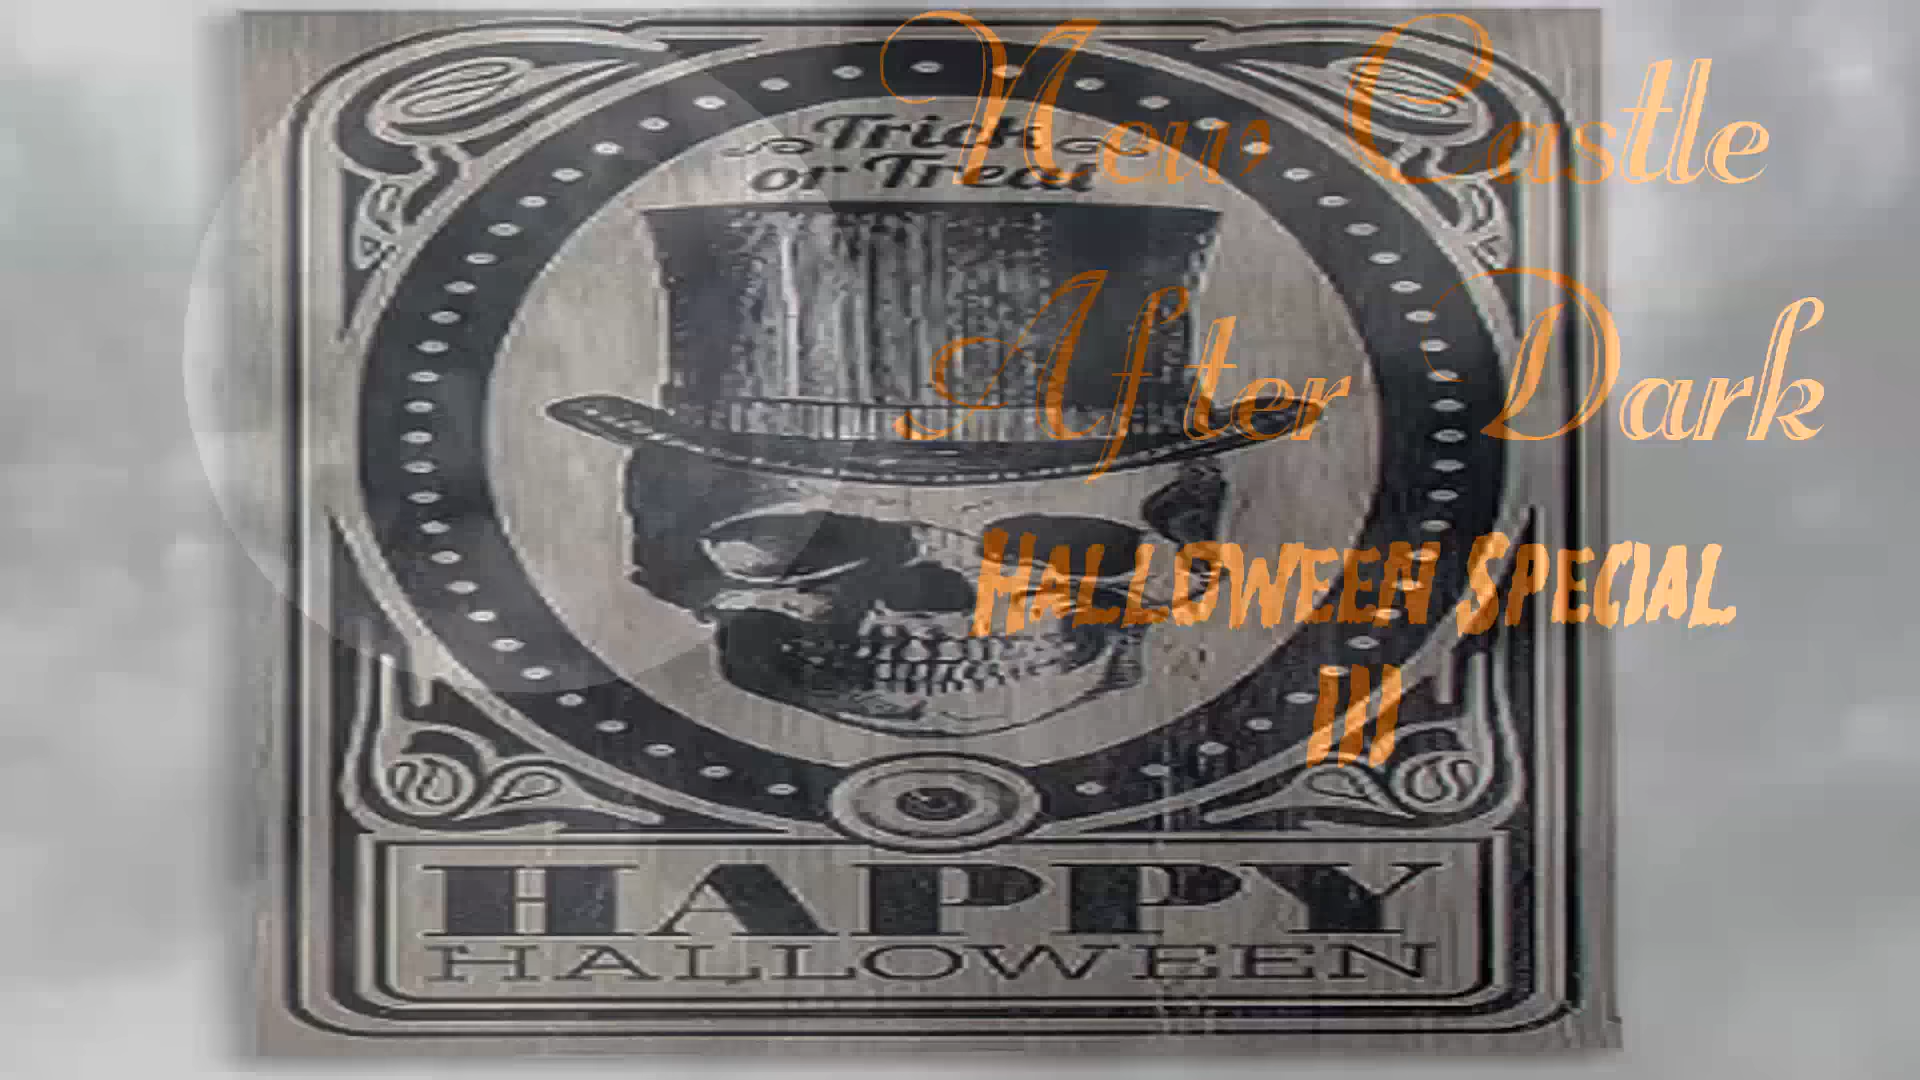 New Castle
Trick
or Treat
After Dark
Halloween Special
III
HAPPY
HALLOWEEN